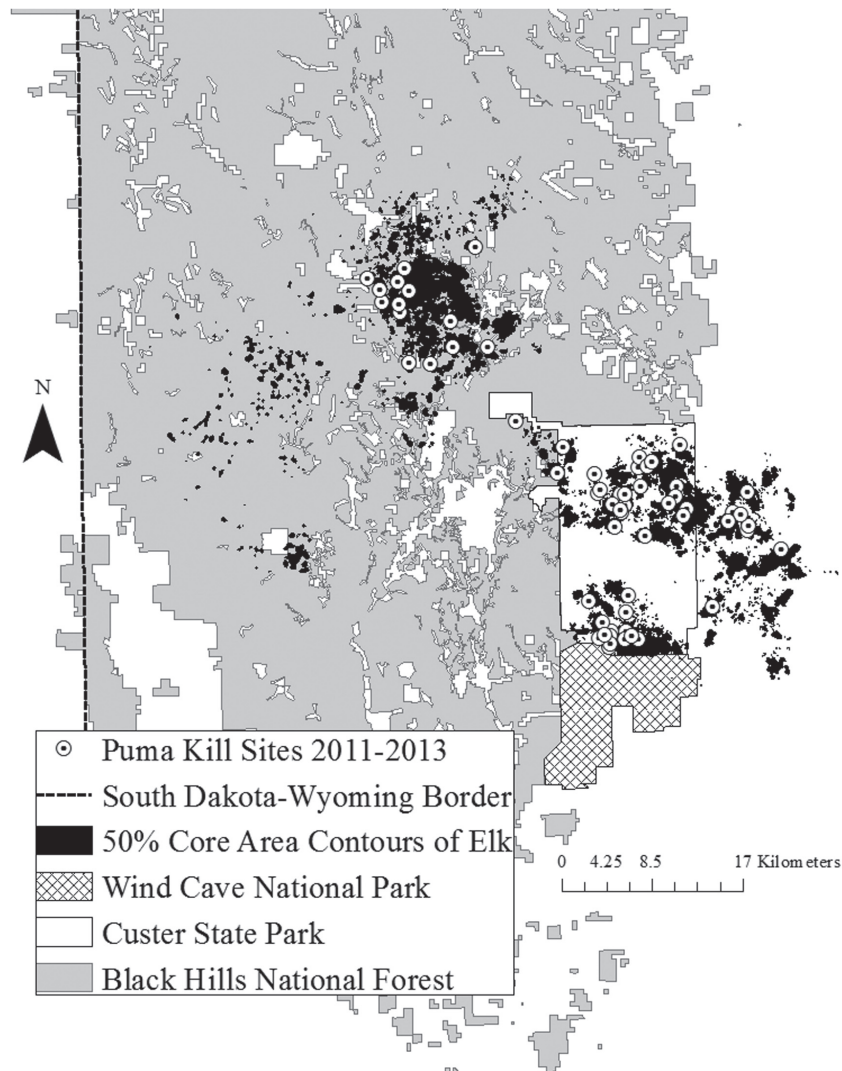 N
Puma Kill Sites 2011-2013
South Dakota-Wyoming Border
50% Core Area Contours of Elk
Wind Cave National Park
Custer State Park
Black Hills National Forest
0 4.25 8.5 17 Kilometers